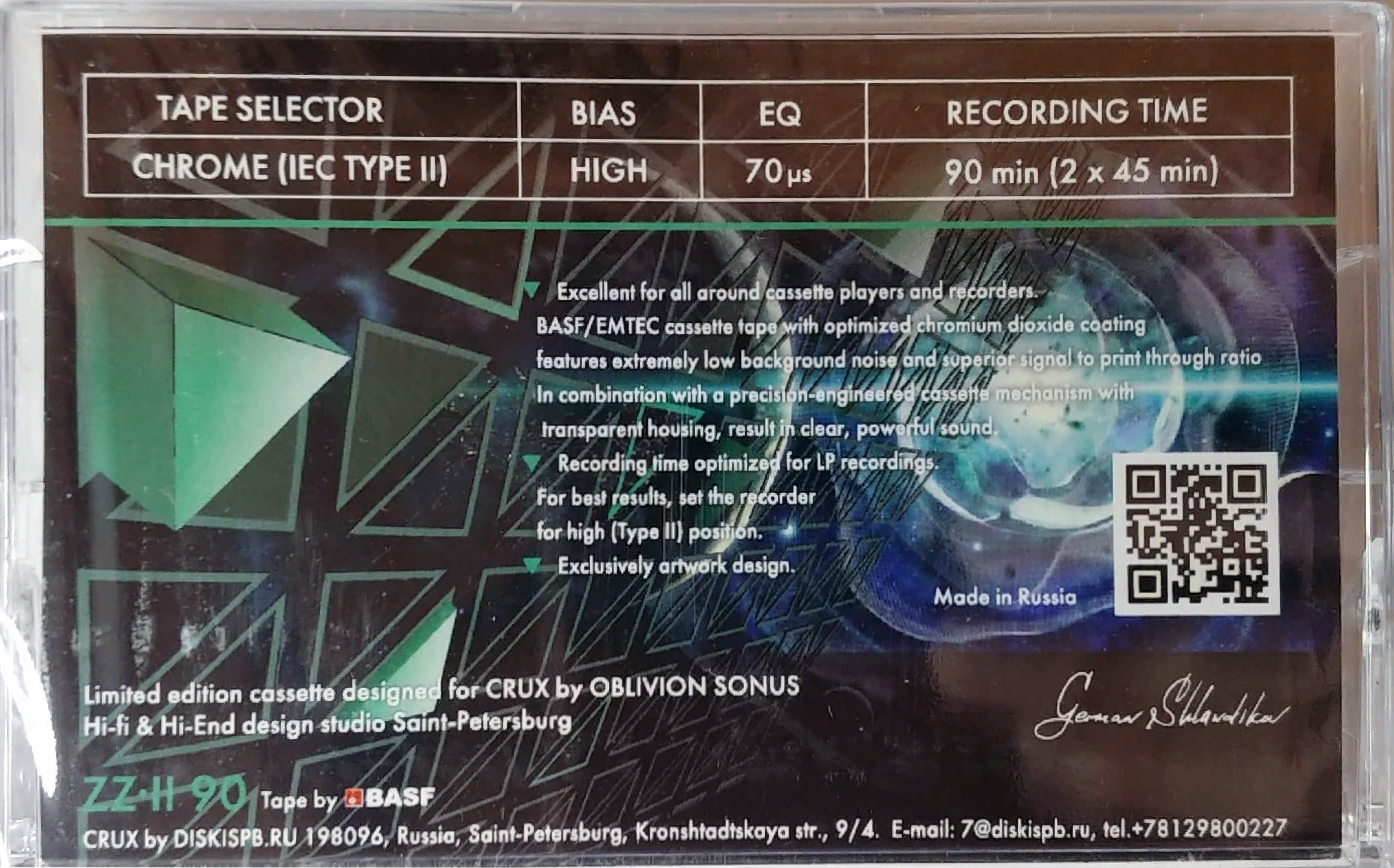 TAPE SELECTOR BIAS EQ RECORDING TIME
CHROME (IEC TYPE II) HIGH 70 µs 90 min (2 x 45 min)
Excellent for all around cassette players and recorders.
BASF/EMTEC cassette tape with optimized chromium dioxide coating
features extremely low background noise and superior signal to print through ratio
In combination with a precision-engineered cassette mechanism with
transparent housing, result in clear, powerful sound.
Recording time optimized for LP recordings.
For best results, set the recorder
for high (Type II) position.
Exclusively artwork design.
Made in Russia
Limited edition cassette designed for CRUX by OBLIVION SONUS
Hi-fi & Hi-End design studio Saint-Petersburg
ZZ-II 90 Tape by BASF
CRUX by DISKISPB.RU 198096, Russia, Saint-Petersburg, Kronshtadtskaya str., 9/4. E-mail: 7@diskispb.ru, tel.+78129800227